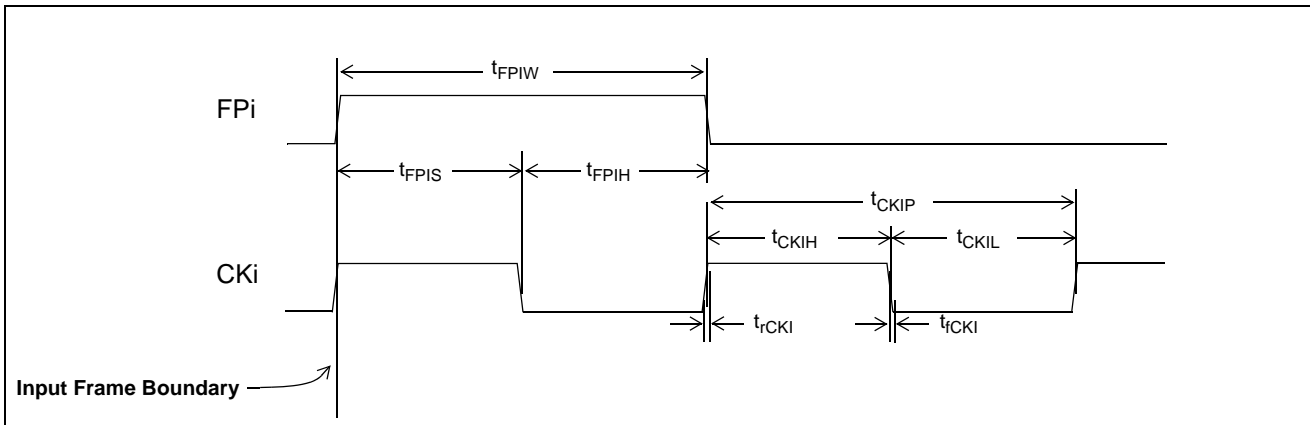 tFPIW
FPi
tFPIS
tFPIH
tCKIP
tCKIH
tCKIL
CKi
trCKI
tfCKI
Input Frame Boundary